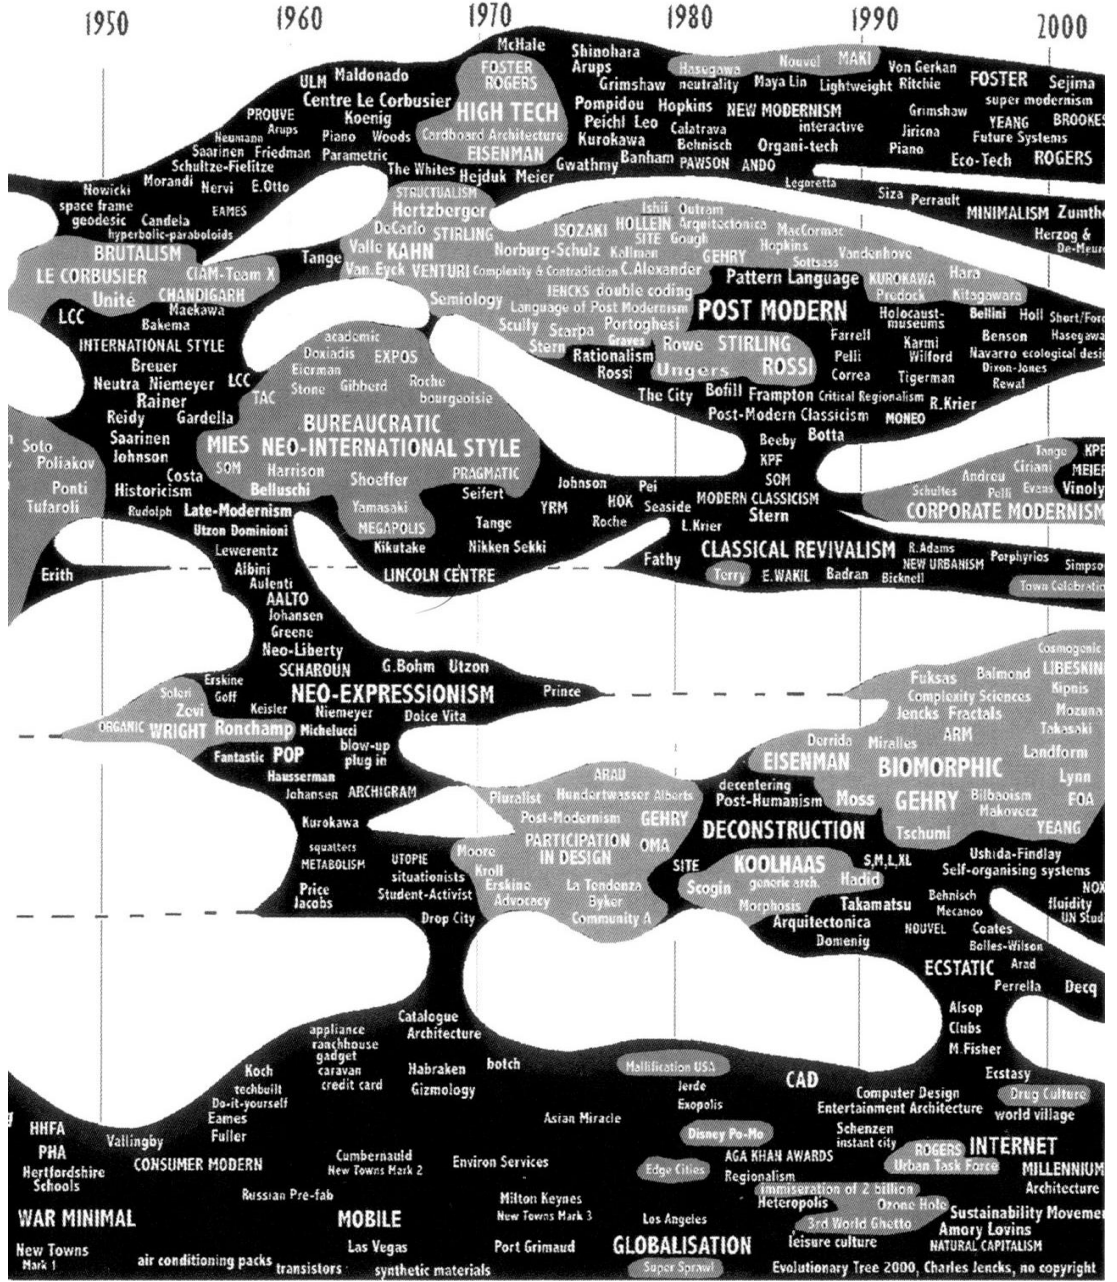 1950 1960 1970 1980 1990 2000
McHale
Shinohara
Arups
ULM Maldonado
FOSTER
ROGERS
Hasegawa Nouvel MAKI
neutrality Maya Lin Lightweight
Von Gerkan
Ritchie
FOSTER Sejima
Grimshaw
super modernism
Centre Le Corbusier
Koenig
HIGH TECH
Pompidou Hopkins NEW MODERNISM
Grimshaw
YEANG BROOKES
PROUVE
Arups
Peichl Leo Calatrava interactive
Jiricna Future Systems
Neumann
Piano Woods
Cardboard Architecture
Kurokawa
Behnisch Organi-tech
Piano
Saarinen Friedman Parametric
EISENMAN
Banham PAWSON ANDO
Eco-Tech ROGERS
Schultze-Fielitze
The Whites Hejduk Meier Gwathmy
Legoretta
Nowicki Morandi Nervi E.Otto
STRUCTUALISM
Siza Perrault
space frame
geodesic Candela EAMES
Hertzberger
Ishii Outram
MINIMALISM Zumtho
hyperbolic-paraboloids
DeCarlo STIRLING
ISOZAKI HOLLEIN Arquitectonica MacCormac
Herzog &
De-Meuro
BRUTALISM
Valle KAHN
Norburg-Schulz SITE Gough
Kallman GEHRY Hopkins
Sottsass Vandenhove
Tange
LE CORBUSIER CIAM-Team X
Van.Eyck VENTURI Complexity & Contradiction C.Alexander
Pattern Language KUROKAWA Hara
Unité CHANDIGARH
JENCKS double coding
Predock Kitagawara
Semiology Language of Post Modernism
POST MODERN
Maekawa
LCC Bakema
Scully Scarpa Portoghesi
Holocaust-
museums
Bellini Holl Short/Ford
INTERNATIONAL STYLE
academic
Stern Graves
Rowe STIRLING
Farrell Karmi Benson Hasegawa
Breuer
Doxiadis EXPOS
Rationalism
Rossi
Ungers ROSSI
Pelli Wilford Navarro ecological desig
Dixon-Jones
Eierman
Neutra Niemeyer LCC
Stone Gibberd Roche
bourgeoisie
Correa Tigerman Rewal
Rainer TAC
The City Bofill Frampton Critical Regionalism R.Krier
Reidy Gardella
BUREAUCRATIC
Post-Modern Classicism MONEO
Soto
Poliakov
Saarinen
Johnson
MIES NEO-INTERNATIONAL STYLE
Beeby Botta
KPF
Tange KPF
Ponti
Costa
SOM Harrison Shoeffer PRAGMATIC
Johnson Pei
SOM
Andreu Ciriani MEIER
Historicism
Belluschi Seifert
HOK Seaside MODERN CLASSICISM
Schultes Pelli Evans Vinoly
Tufaroli
Rudolph Late-Modernism
Yamasaki YRM
Stern
CORPORATE MODERNISM
Utzon Dominioni
MEGAPOLIS Tange Roche L.Krier
Lewerentz
Kikutake Nikken Sekki
Fathy CLASSICAL REVIVALISM R.Adams
NEW URBANISM
Porphyrios
Simpso
Erith Albini
LINCOLN CENTRE
Terry E.WAKIL Badran Bicknell
Town Celebration
Aulenti
AALTO
Johansen
Greene
Neo-Liberty
Cosmogenic
SCHAROUN G.Bohm Utzon
Fuksas Balmond LIBESKIN
Erskine
Goff
NEO-EXPRESSIONISM Prince
Complexity Sciences Kipnis
Soleri
Zevi
Keisler Niemeyer Dolce Vita
Jencks Fractals Mozuna
ORGANIC WRIGHT Ronchamp Michelucci
ARM Takasaki
Fantastic POP blow-up
plug in
Derrida Miralles Landform
EISENMAN BIOMORPHIC
Hausserman
ARAU
decentering
Lynn
Johansen ARCHIGRAM
Pluralist Hundertwasser Alberts
Post-Humanism Moss GEHRY Bilbaoism FOA
Makovecz
Kurokawa
Post-Modernism GEHRY
DECONSTRUCTION Tschumi YEANG
squatters
METABOLISM
PARTICIPATION
IN DESIGN
OMA
Moore
UTOPIE
situationists
Kroll
SITE KOOLHAAS S,M,L,XL
Ushida-Findlay
Self-organising systems
Price
Jacobs
Student-Activist
Erskine La Tendenza
Scogin generic arch. Hadid
Behnisch
NOX
Advocacy Byker
Morphosis Takamatsu
Mecanoo
fluidity
UN Studi
Drop City Community A
Arquitectonica
NOUVEL Coates
Domenig
Bolles-Wilson
ECSTATIC Arad
Perrella Decq
Catalogue
Architecture
Alsop
appliance
ranchhouse
gadget
caravan
credit card
Clubs
M.Fisher
Koch
Habraken botch
Mallification USA
CAD
Ecstasy
techbuilt
Do-it-yourself
Gizmology
Jerde
Exopolis
Computer Design
Drug Culture
Entertainment Architecture world village
HHFA
Eames
Fuller
Asian Miracle
Schenzen
instant city
Vallingby
Disney Po-Mo
PHA
CONSUMER MODERN
Cumbernauld
New Towns Mark 2
Environ Services
Edge Cities
AGA KHAN AWARDS
ROGERS INTERNET
Urban Task Force
Hertfordshire
Schools
Regionalism
MILLENNIUM
Architecture
Russian Pre-fab
Milton Keynes
New Towns Mark 3
immiseration of 2 billion
Heteropolis Ozone Hole
WAR MINIMAL
MOBILE
Los Angeles
3rd World Ghetto
Sustainability Movemen
Amory Lovins
New Towns
Mark 1
Las Vegas Port Grimaud
GLOBALISATION leisure culture
NATURAL CAPITALISM
air conditioning packs transistors synthetic materials
Super Sprawl
Evolutionary Tree 2000, Charles Jencks, no copyright